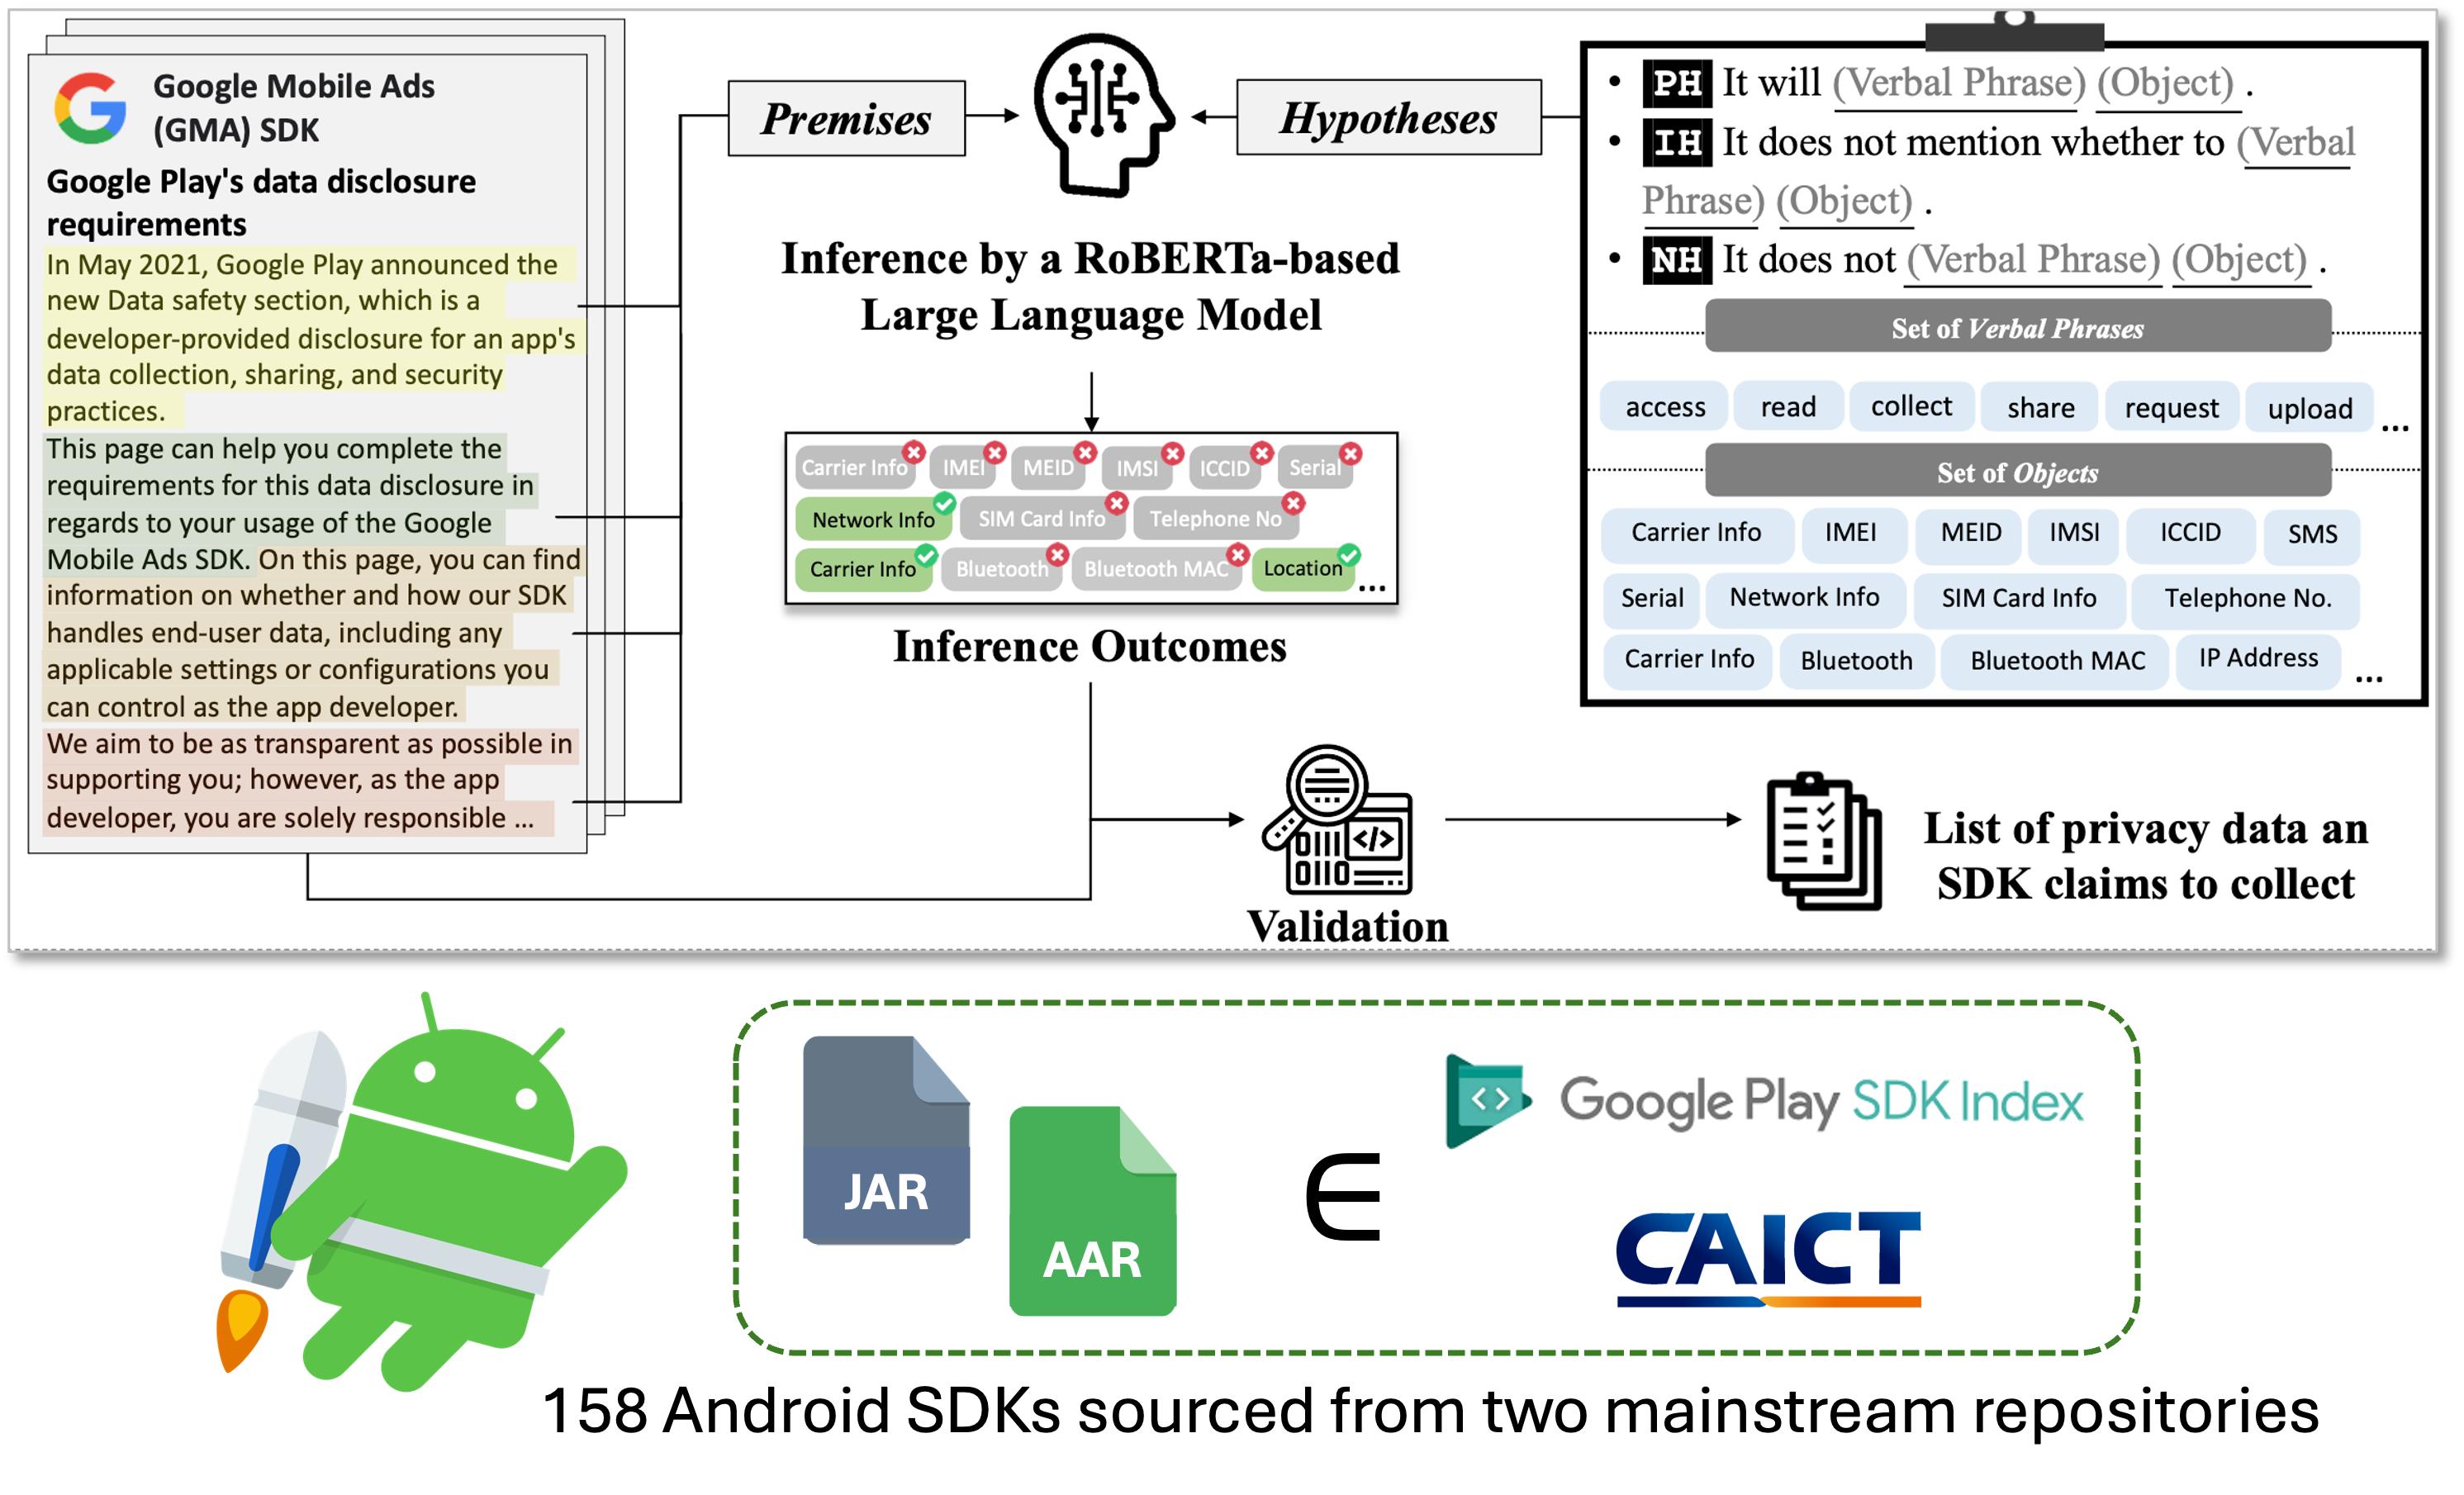 Google Mobile Ads
(GMA) SDK
Google Play's data disclosure
requirements
In May 2021, Google Play announced the
new Data safety section, which is a
developer-provided disclosure for an app's
data collection, sharing, and security
practices.
This page can help you complete the
requirements for this data disclosure in
regards to your usage of the Google
Mobile Ads SDK. On this page, you can find
information on whether and how our SDK
handles end-user data, including any
applicable settings or configurations you
can control as the app developer.
We aim to be as transparent as possible in
supporting you; however, as the app
developer, you are solely responsible ...
Premises
Hypotheses
Inference by a RoBERTa-based
Large Language Model
Carrier Info IMEI MEID IMSI ICCID Serial
Network Info SIM Card Info Telephone No
Carrier Info Bluetooth Bluetooth MAC Location ...
Inference Outcomes
• PH It will (Verbal Phrase) (Object) .
• IH It does not mention whether to (Verbal
Phrase) (Object) .
• NH It does not (Verbal Phrase) (Object) .
Set of Verbal Phrases
access read collect share request upload ...
Set of Objects
Carrier Info IMEI MEID IMSI ICCID SMS
Serial Network Info SIM Card Info Telephone No.
Carrier Info Bluetooth Bluetooth MAC IP Address ...
Validation
List of privacy data an
SDK claims to collect
JAR
AAR
∈
Google Play SDK Index
CAICT
158 Android SDKs sourced from two mainstream repositories